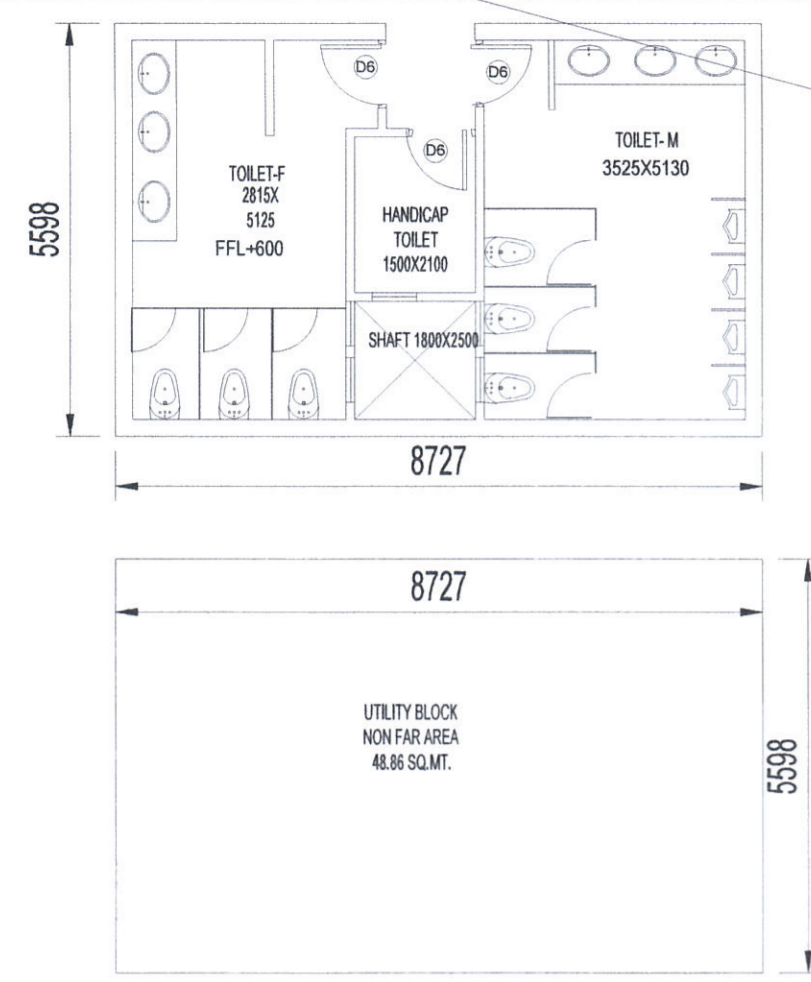 D6
D6
D6
TOILET- M
3525X5130
TOILET-F
2815X
5125
FFL+600
HANDICAP
TOILET
1500X2100
5598
SHAFT 1800X2500
8727
8727
UTILITY BLOCK
NON FAR AREA
48.86 SQ.MT.
5598